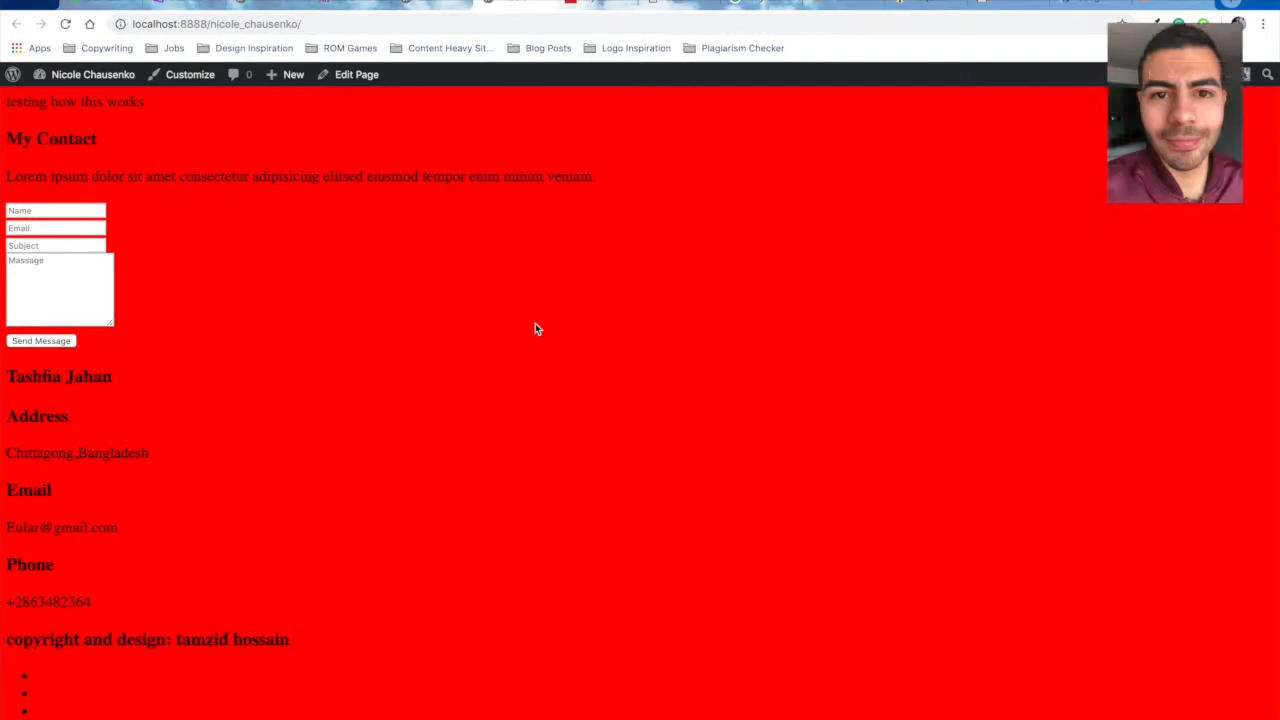 localhost:8888/nicole_chausenko/
Apps Copywriting Jobs Design Inspiration ROM Games Content Heavy Sit... Blog Posts Logo Inspiration Plagiarism Checker
Nicole Chausenko Customize 0 New Edit Page
testing how this works
My Contact
Lorem ipsum dolor sit amet consectetur adipisicing elitsed eiusmod tempor enim minim veniam.
Name
Email
Subject
Massage
Send Message
Tashfia Jahan
Address
Chittagong,Bangladesh
Email
Eular@gmail.com
Phone
+2863482364
copyright and design: tamzid hossain